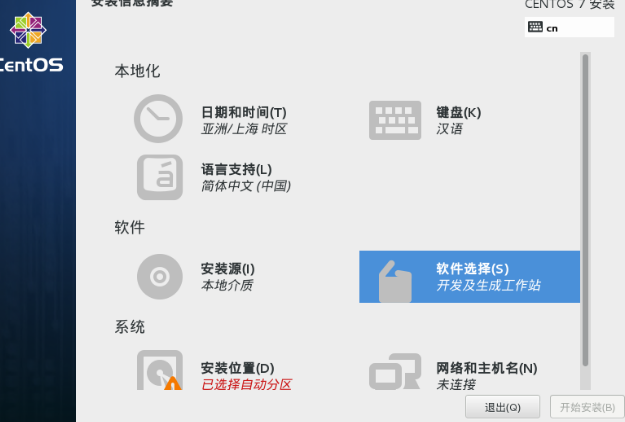 安装信息摘要
CENTOS 7 安装
cn
CentOS
本地化
日期和时间(T)
亚洲/上海 时区
键盘(K)
汉语
语言支持(L)
简体中文 (中国)
软件
安装源(I)
本地介质
软件选择(S)
开发及生成工作站
系统
安装位置(D)
已选择自动分区
网络和主机名(N)
未连接
退出(Q)
开始安装(B)